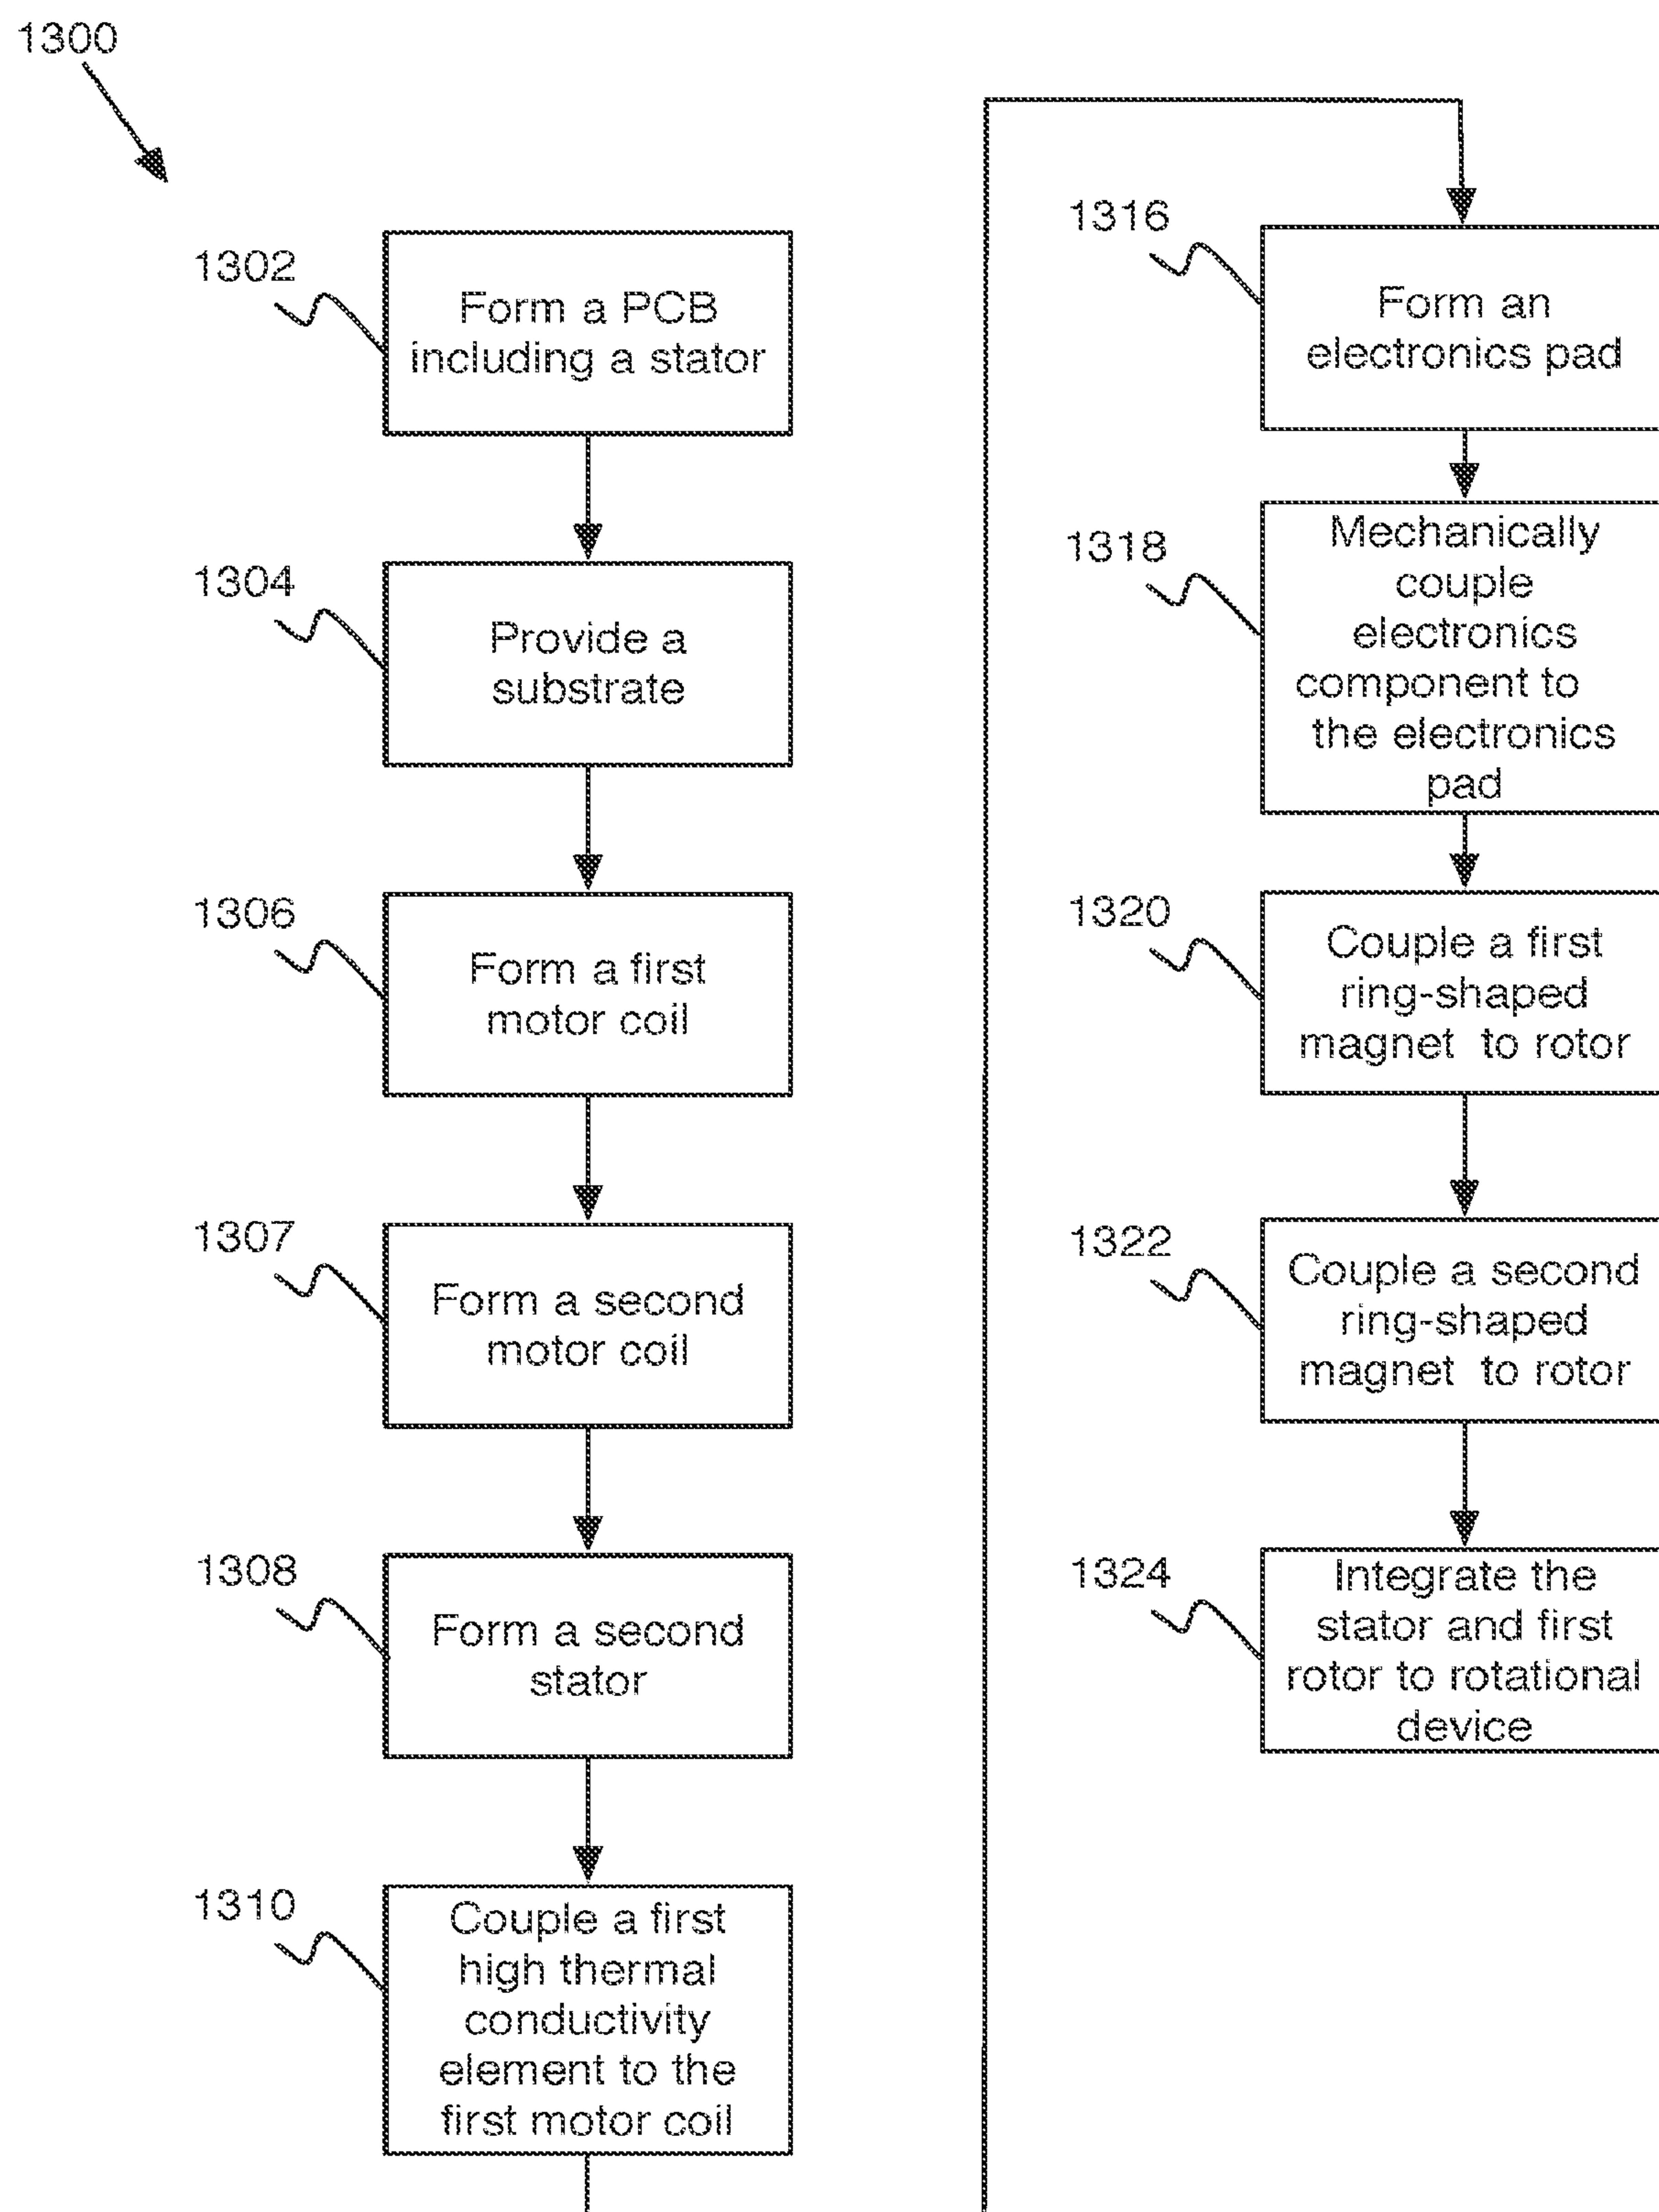 1300
1302
Form a PCB
including a stator
1304
Provide a
substrate
1306
Form a first
motor coil
1307
Form a second
motor coil
1308
Form a second
stator
1310
Couple a first
high thermal
conductivity
element to the
first motor coil
1316
Form an
electronics pad
1318
Mechanically
couple
electronics
component to
the electronics
pad
1320
Couple a first
ring-shaped
magnet to rotor
1322
Couple a second
ring-shaped
magnet to rotor
1324
Integrate the
stator and first
rotor to rotational
device